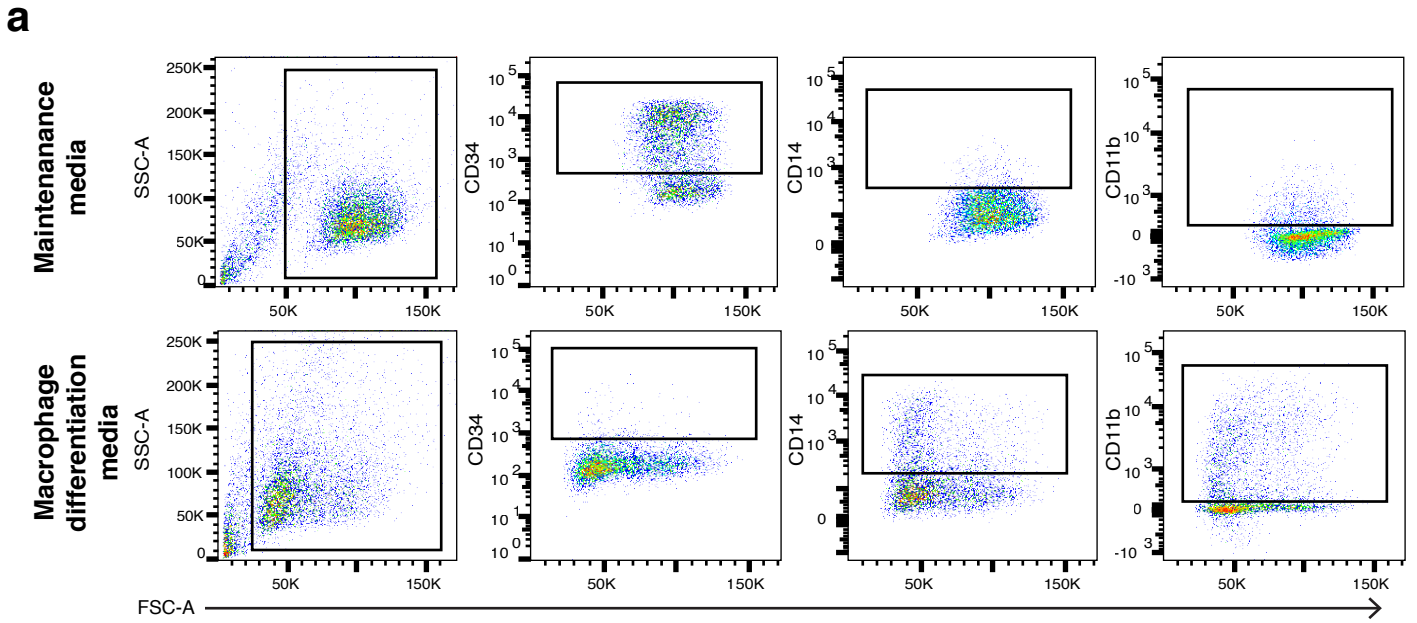 a
Maintenanance
media
SSC-A
250K
200K
150K
100K
50K
0
50K
150K
CD34
10 5
10 4
10 3
10 2
10 1
10 0
50K
150K
CD14
10 5
10 4
10 3
0
50K
150K
CD11b
10 5
10 4
10 3
0
-10 3
50K
150K
Macrophage
differentiation
media
SSC-A
250K
200K
150K
100K
50K
0
50K
150K
CD34
10 5
10 4
10 3
10 2
10 1
10 0
50K
150K
CD14
10 5
10 4
10 3
0
50K
150K
CD11b
10 5
10 4
10 3
0
-10 3
50K
150K
FSC-A